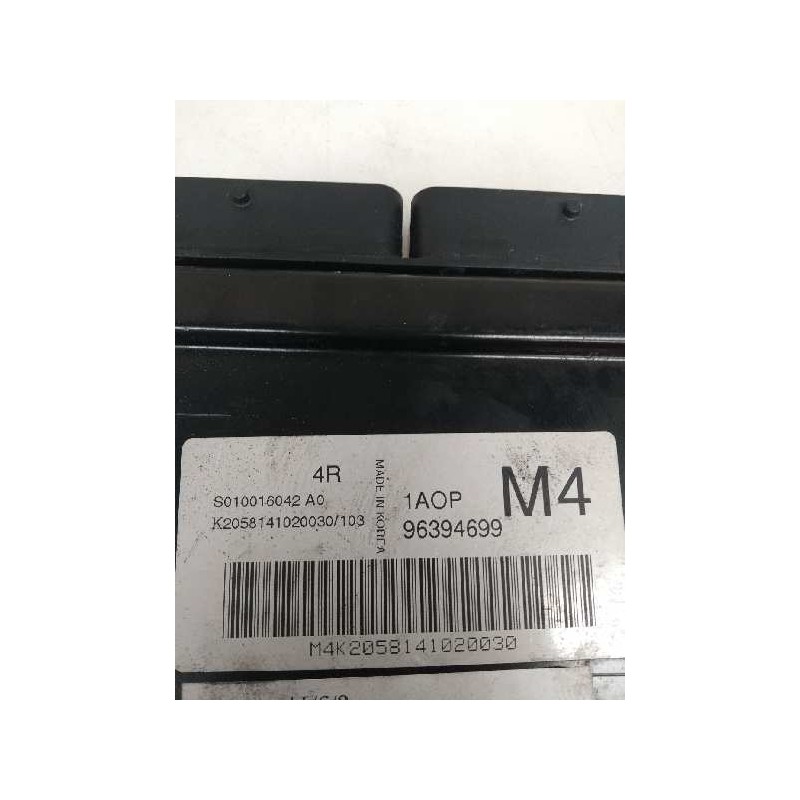 4R
S010016042 A0
K2058141020030/103
MADE IN KOREA
1AOP
M4
96394699
M4K2058141020030